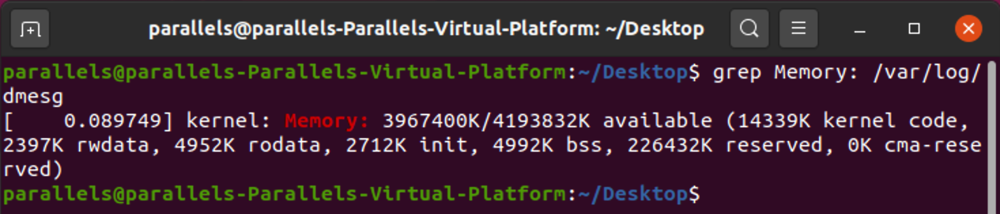 parallels@parallels-Parallels-Virtual-Platform: ~/Desktop
parallels@parallels-Parallels-Virtual-Platform:~/Desktop$ grep Memory: /var/log/
dmesg
[    0.089749] kernel: Memory: 3967400K/4193832K available (14339K kernel code,
2397K rwdata, 4952K rodata, 2712K init, 4992K bss, 226432K reserved, 0K cma-rese
rved)
parallels@parallels-Parallels-Virtual-Platform:~/Desktop$